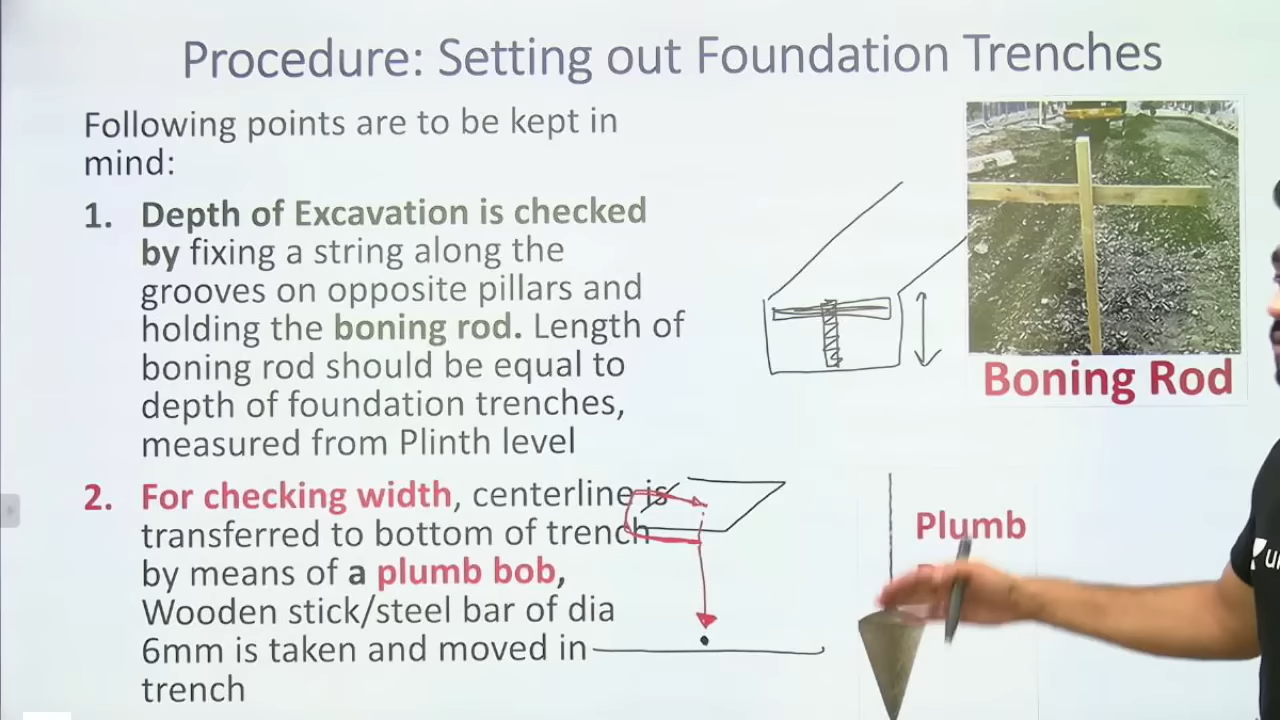 Procedure: Setting out Foundation Trenches
Following points are to be kept in
mind:
1. Depth of Excavation is checked
by fixing a string along the
grooves on opposite pillars and
holding the boning rod. Length of
boning rod should be equal to
depth of foundation trenches,
measured from Plinth level
2. For checking width, centerline is
transferred to bottom of trench
by means of a plumb bob,
Wooden stick/steel bar of dia
6mm is taken and moved in
trench
Boning Rod
Plumb